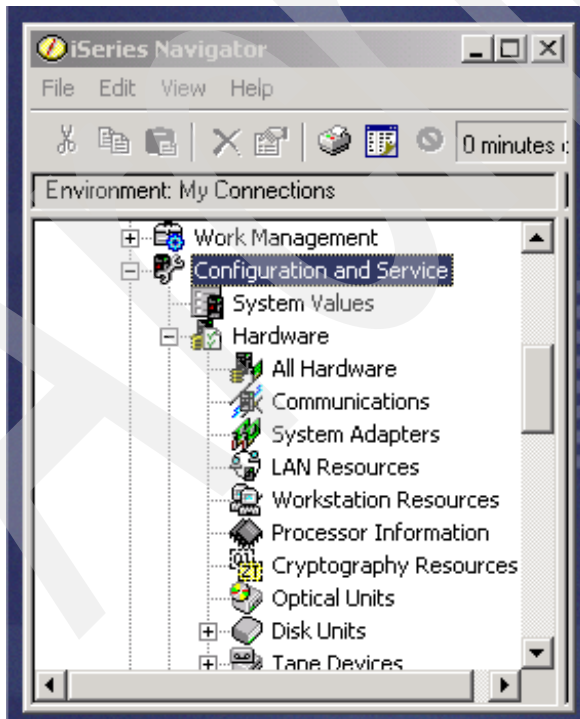 iSeries Navigator
File Edit View Help
0 minutes
Environment: My Connections
Work Management
Configuration and Service
System Values
Hardware
All Hardware
Communications
System Adapters
LAN Resources
Workstation Resources
Processor Information
Cryptography Resources
Optical Units
Disk Units
Tape Devices